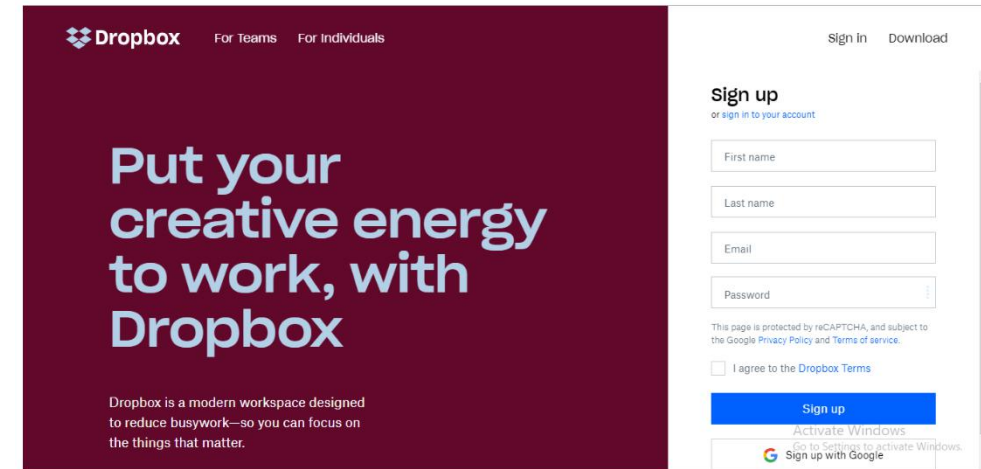 Dropbox For Teams For Individuals
Sign in Download
Put your
creative energy
to work, with
Dropbox
Dropbox is a modern workspace designed
to reduce busywork—so you can focus on
the things that matter.
Sign up
or sign in to your account
First name
Last name
Email
Password
This page is protected by reCAPTCHA, and subject to
the Google Privacy Policy and Terms of service.
I agree to the Dropbox Terms
Sign up
Activate Windows
Go to Settings to activate Windows.
Sign up with Google